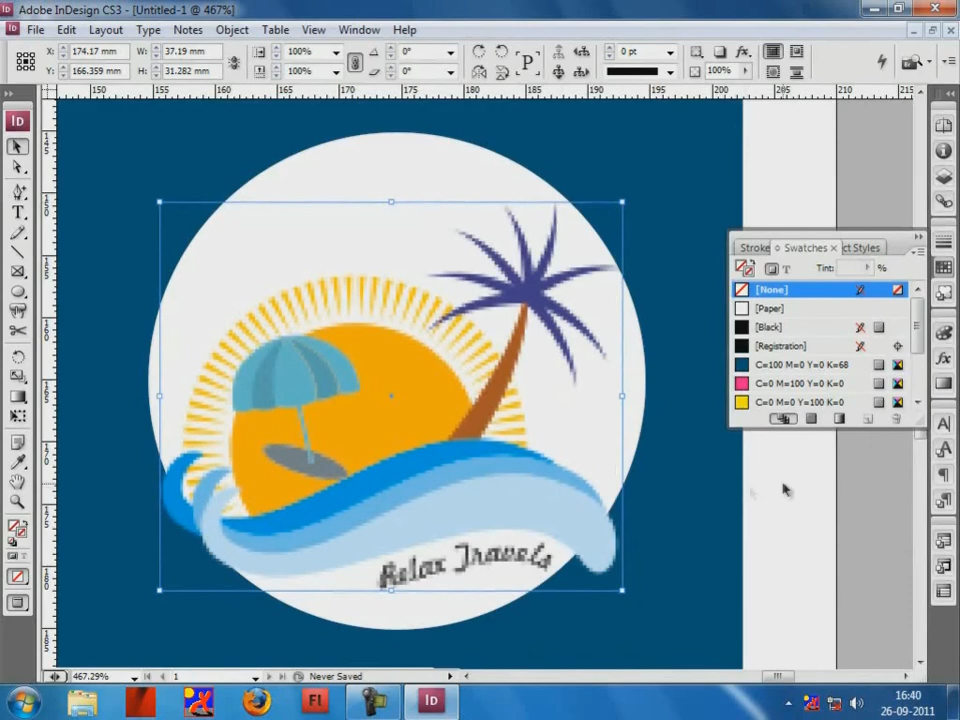 Adobe InDesign CS3 - [Untitled-1 @ 467%]
File Edit Layout Type Notes Object Table View Window Help
X: 174.17 mm W: 37.19 mm 100% 0° 0 pt
Y: 166.359 mm H: 31.282 mm 100% 0° 100%
150 155 160 165 170 175 180 185 190 195 200 205 210 215
Stroke Swatches ct Styles
Tint: %
[None]
[Paper]
[Black]
[Registration]
C=100 M=0 Y=0 K=68
C=0 M=100 Y=0 K=0
C=0 M=0 Y=100 K=0
Relax Travels
467.29% 1 Never Saved
16:40
26-09-2011